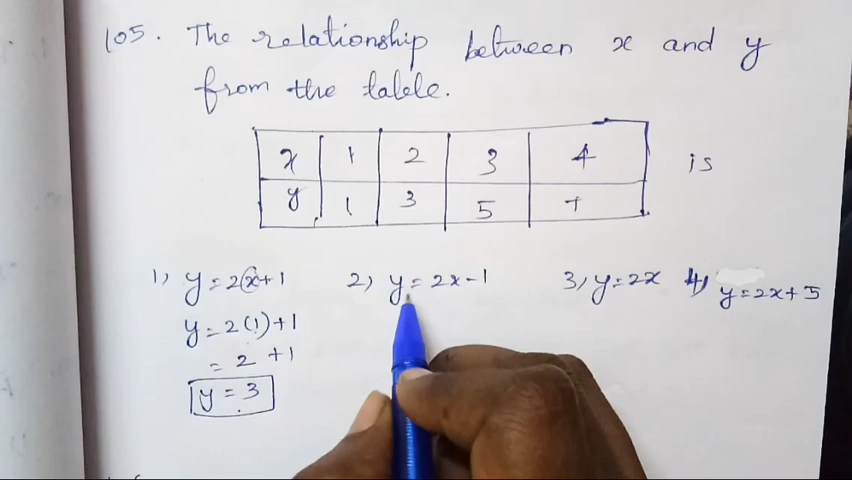 105. The relationship between x and y
from the table.
x 1 2 3 4
is
y 1 3 5 7
1) y = 2x+1 2) y = 2x-1 3) y = 2x 4) y = 2x+5
y = 2(1)+1
= 2 +1
y = 3